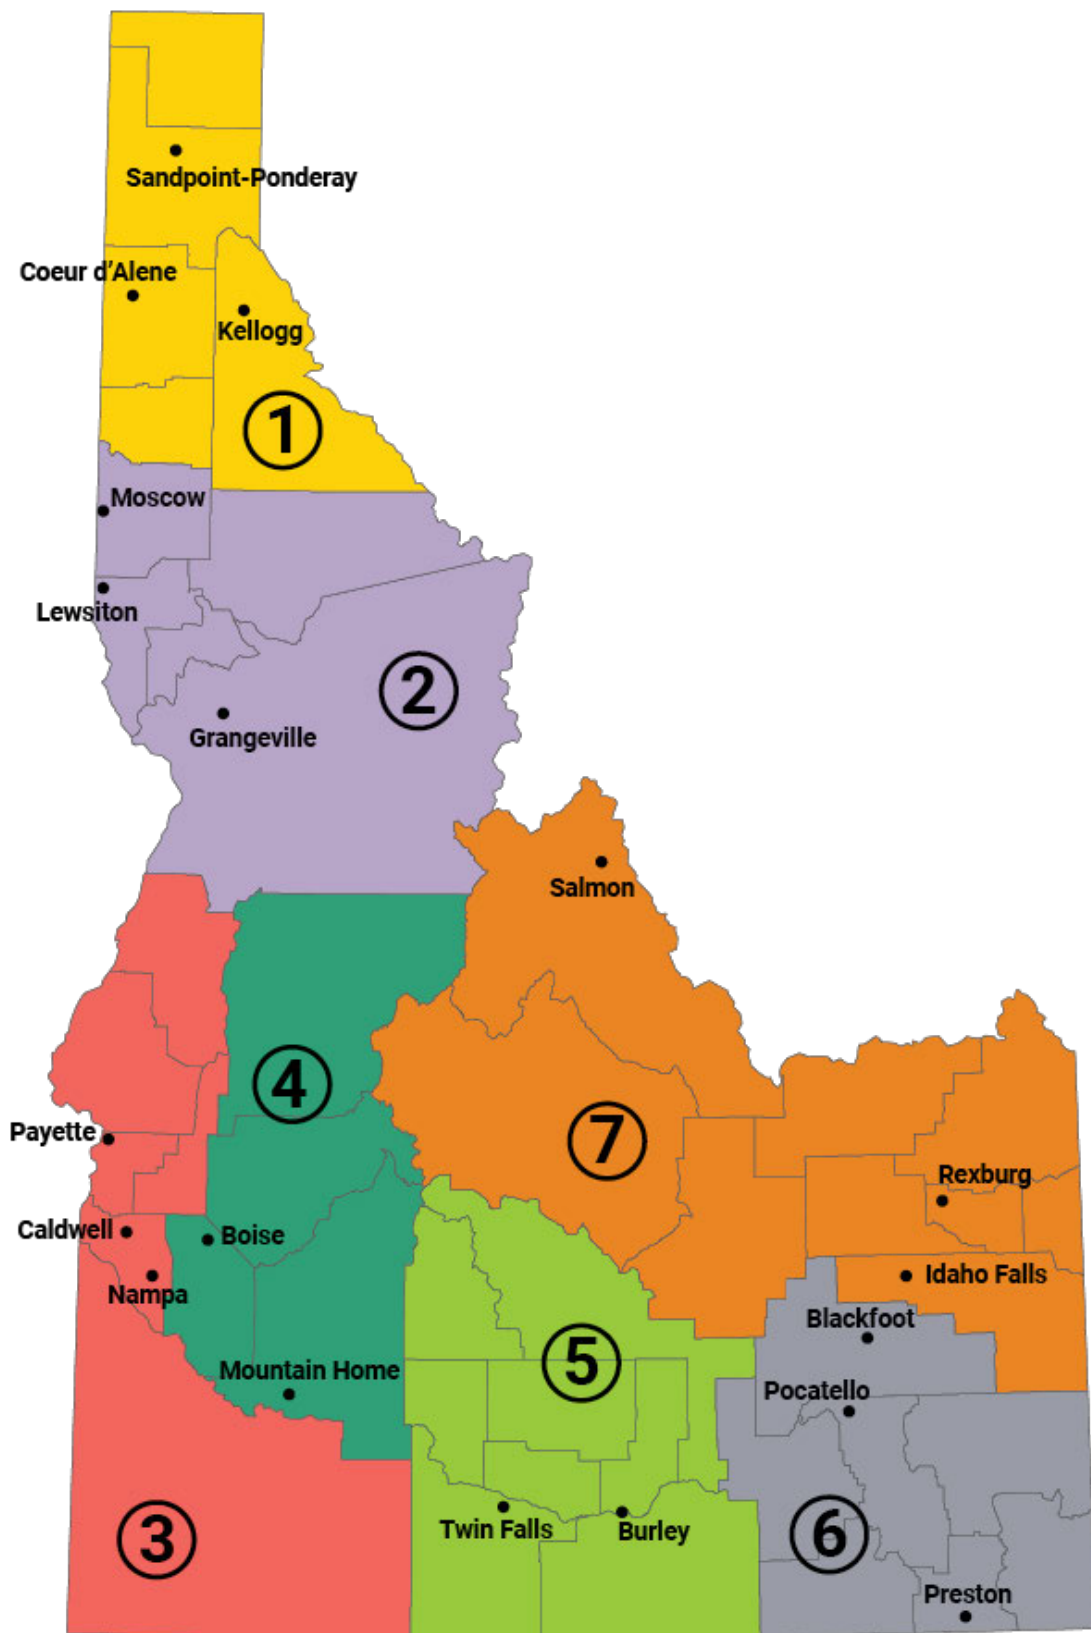 Sandpoint-Ponderay
Coeur d’Alene
Kellogg
1
Moscow
Lewsiton
2
Grangeville
Salmon
4
7
Payette
Rexburg
Caldwell
Boise
Nampa
Idaho Falls
Blackfoot
5
Mountain Home
Pocatello
3
Twin Falls
Burley
6
Preston